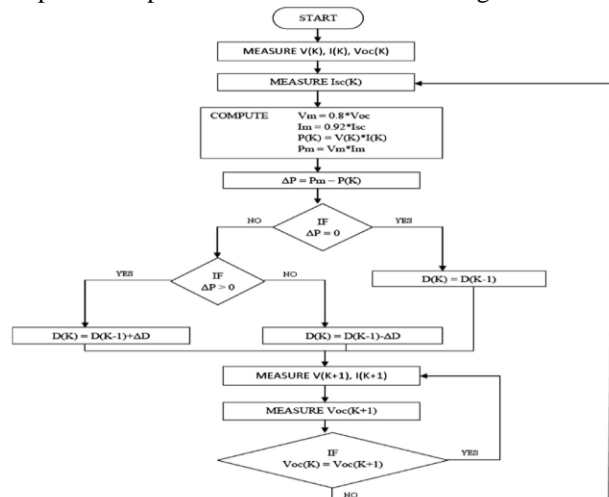 START
MEASURE V(K), I(K), Voc(K)
MEASURE Isc(K)
COMPUTE Vm = 0.8*Voc
Im = 0.92*Isc
P(K) = V(K)*I(K)
Pm = Vm*Im
ΔP = Pm – P(K)
NO
IF
ΔP = 0
YES
YES
IF
ΔP > 0
NO
D(K) = D(K-1)
D(K) = D(K-1)+ΔD
D(K) = D(K-1)-ΔD
MEASURE V(K+1), I(K+1)
MEASURE Voc(K+1)
IF
Voc(K) = Voc(K+1)
YES
NO